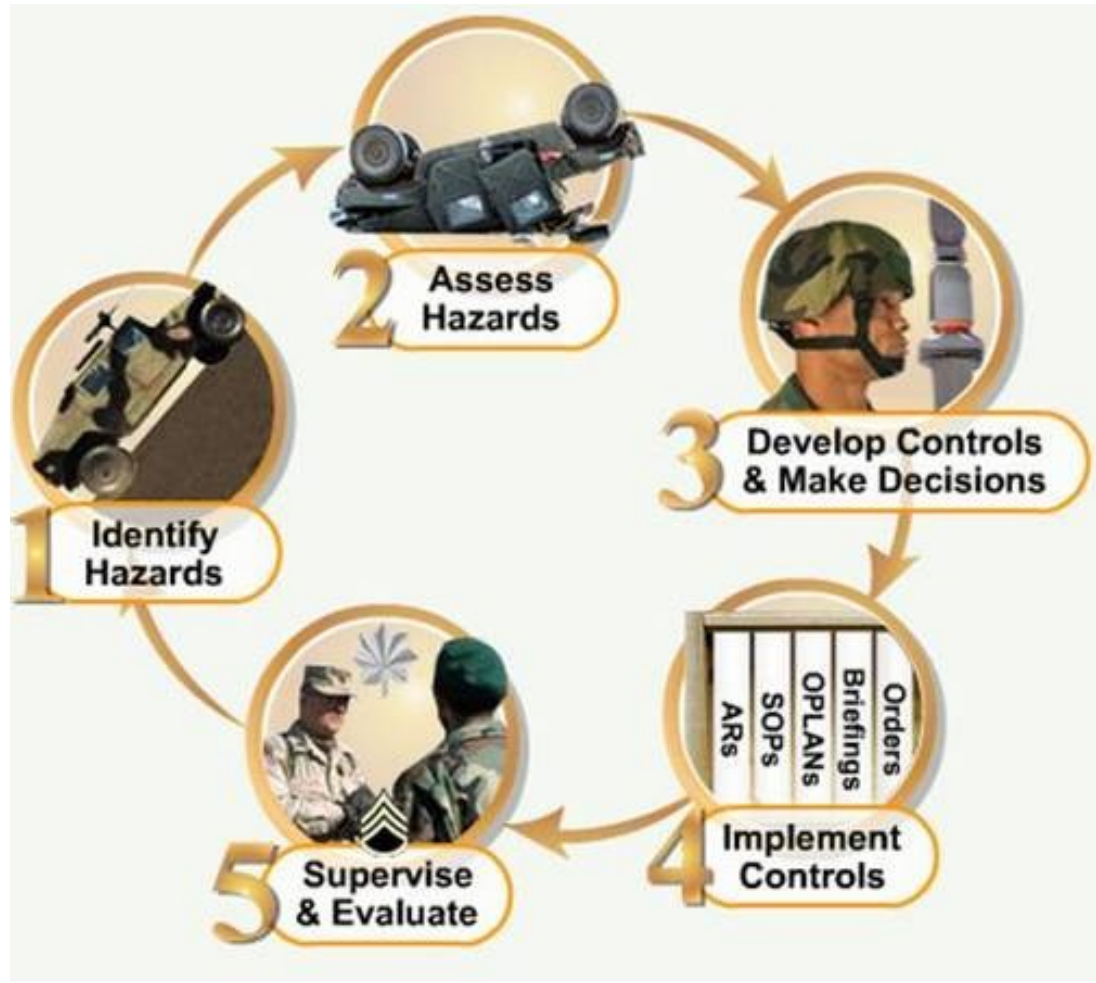 1
Identify
Hazards
2
Assess
Hazards
3
Develop Controls
& Make Decisions
4
Implement
Controls
ARs
SOPs
OPLANs
Briefings
Orders
5
Supervise
& Evaluate